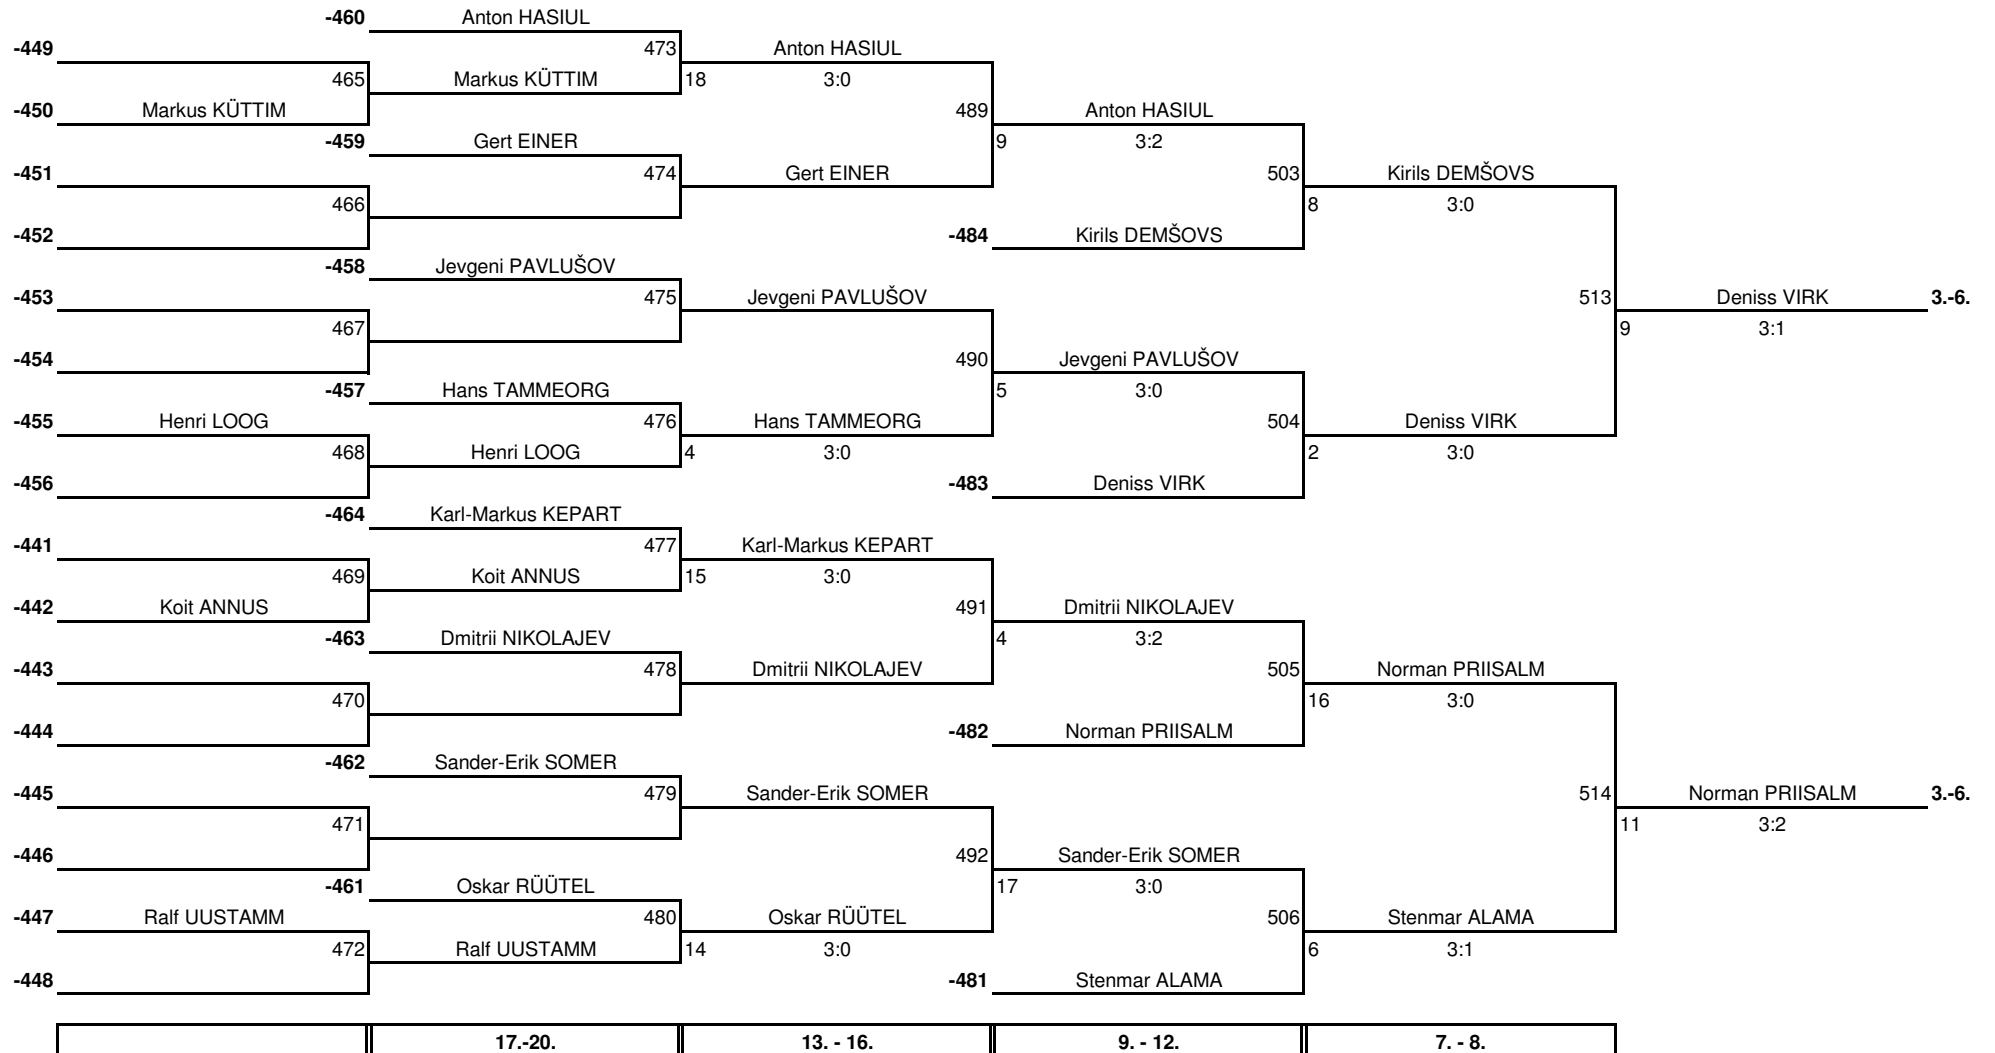 -460 Anton HASIUL
-449 473 Anton HASIUL
465 Markus KÜTTIM 18 3:0
-450 Markus KÜTTIM 489 Anton HASIUL
-459 Gert EINER 9 3:2
-451 474 Gert EINER 503 Kirils DEMŠOVS
466 8 3:0
-452 -484 Kirils DEMŠOVS
-458 Jevgeni PAVLUŠOV
-453 475 Jevgeni PAVLUŠOV 513 Deniss VIRK 3.-6.
467 9 3:1
-454 490 Jevgeni PAVLUŠOV
-457 Hans TAMMEORG 5 3:0
-455 Henri LOOG 476 Hans TAMMEORG 504 Deniss VIRK
468 Henri LOOG 4 3:0 2 3:0
-456 -483 Deniss VIRK
-464 Karl-Markus KEPART
-441 477 Karl-Markus KEPART
469 Koit ANNUS 15 3:0
-442 Koit ANNUS 491 Dmitrii NIKOLAJEV
-463 Dmitrii NIKOLAJEV 4 3:2
-443 478 Dmitrii NIKOLAJEV 505 Norman PRIISALM
470 16 3:0
-444 -482 Norman PRIISALM
-462 Sander-Erik SOMER
-445 479 Sander-Erik SOMER 514 Norman PRIISALM 3.-6.
471 11 3:2
-446 492 Sander-Erik SOMER
-461 Oskar RÜÜTEL 17 3:0
-447 Ralf UUSTAMM 480 Oskar RÜÜTEL 506 Stenmar ALAMA
472 Ralf UUSTAMM 14 3:0 6 3:1
-448 -481 Stenmar ALAMA
17.-20. 13. - 16. 9. - 12. 7. - 8.